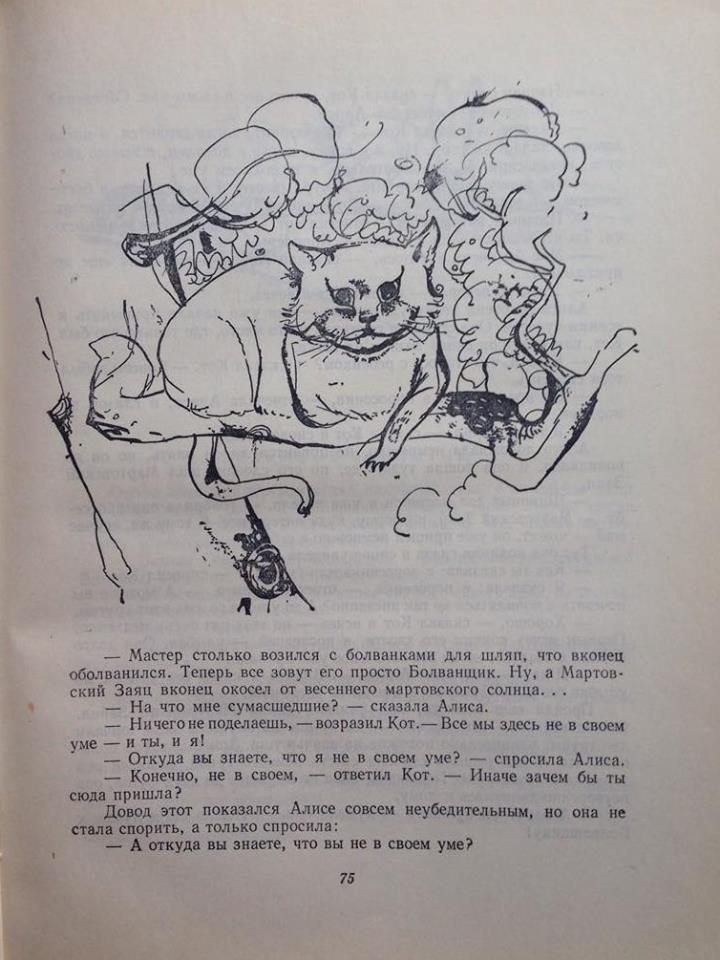 — Мастер столько возился с болванками для шляп, что вконец
оболванился. Теперь все зовут его просто Болванщик. Ну, а Мартов-
ский Заяц вконец окосел от весеннего мартовского солнца. . .
— На что мне сумасшедшие? — сказала Алиса.
— Ничего не поделаешь, — возразил Кот.— Все мы здесь не в своем
уме — и ты, и я!
— Откуда вы знаете, что я не в своем уме? — спросила Алиса.
— Конечно, не в своем, — ответил Кот. — Иначе зачем бы ты
сюда пришла?
Довод этот показался Алисе совсем неубедительным, но она не
стала спорить, а только спросила:
— А откуда вы знаете, что вы не в своем уме?
75